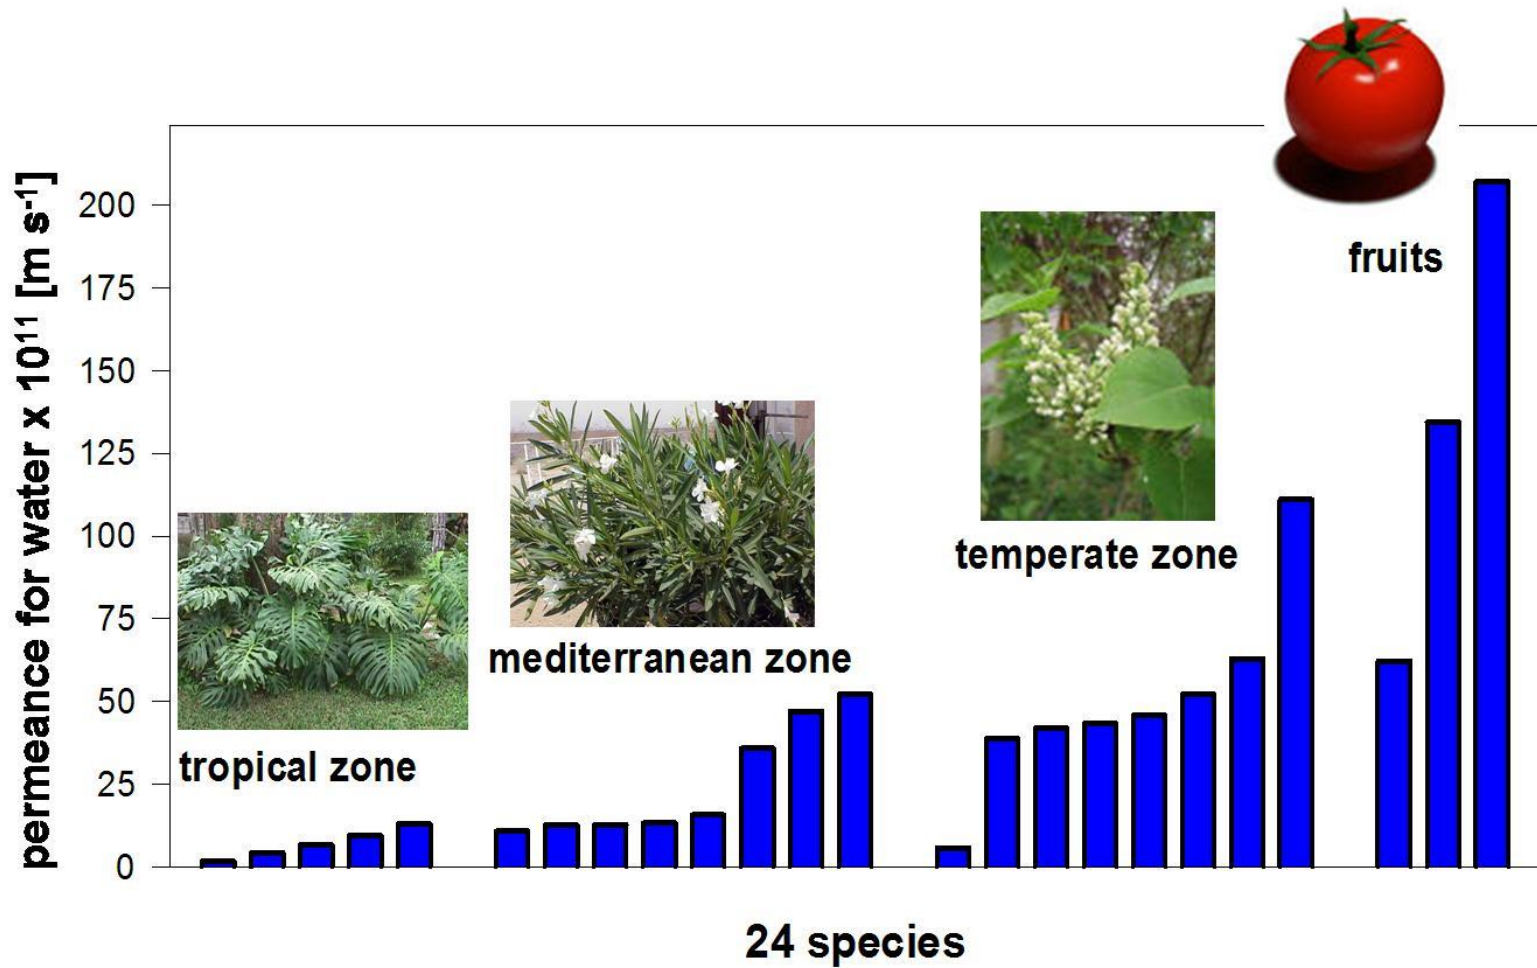 permeance for water x 10¹¹ [m s⁻¹]
200
175
150
125
100
75
50
25
0
tropical zone
mediterranean zone
temperate zone
fruits
24 species